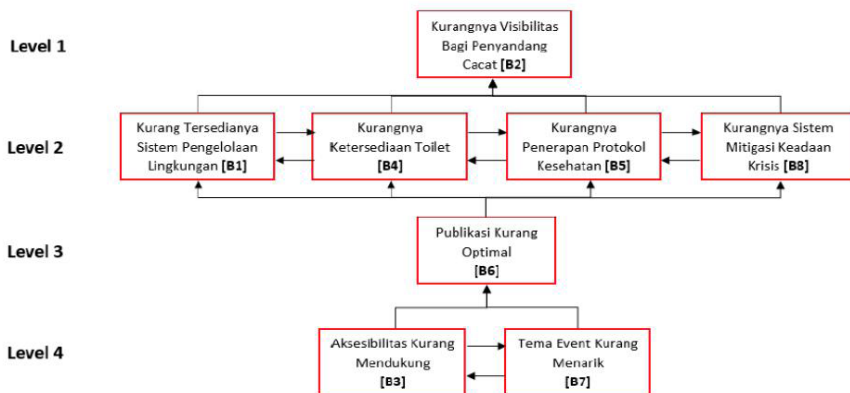 Level 1
Kurangnya Visibilitas
Bagi Penyandang
Cacat [B2]
Level 2
Kurang Tersedianya
Sistem Pengelolaan
Lingkungan [B1]
Kurangnya
Ketersediaan Toilet
[B4]
Kurangnya
Penerapan Protokol
Kesehatan [B5]
Kurangnya Sistem
Mitigasi Keadaan
Krisis [B8]
Level 3
Publikasi Kurang
Optimal
[B6]
Level 4
Aksesibilitas Kurang
Mendukung
[B3]
Tema Event Kurang
Menarik
[B7]